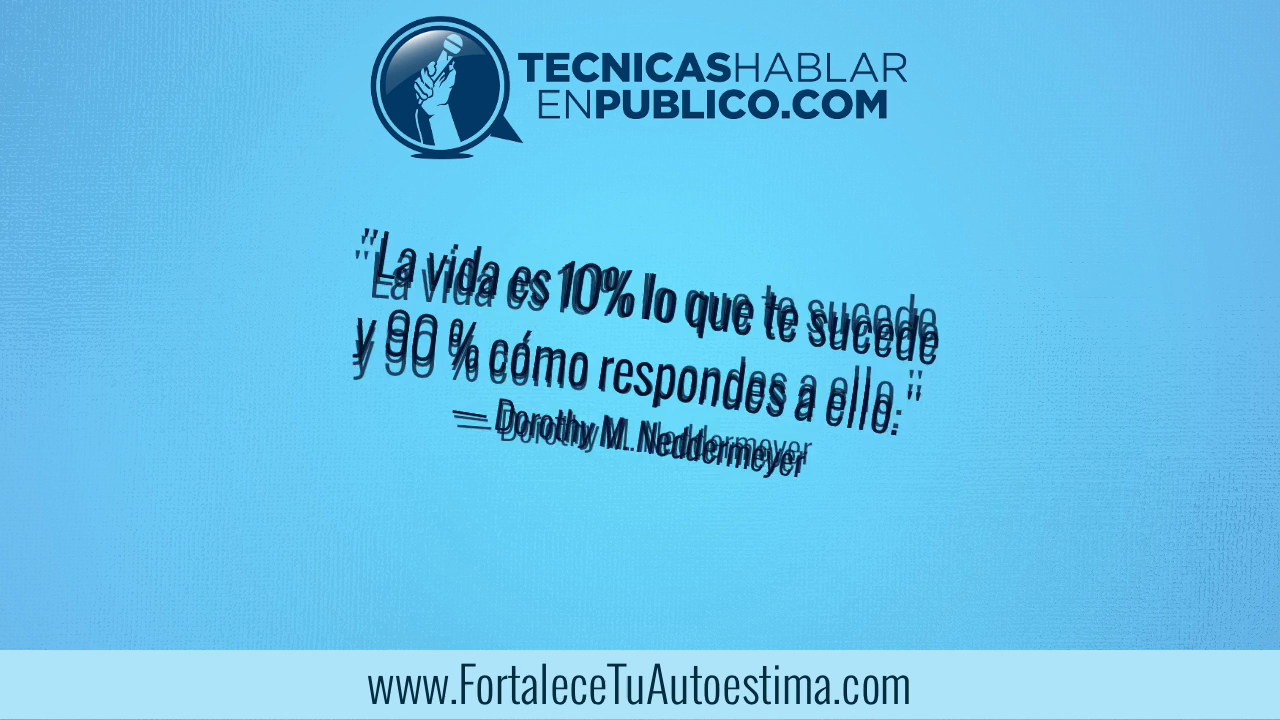 TECNICASHABLAR
ENPUBLICO.COM
"La vida es 10% lo que te sucede
y 90 % cómo respondes a ello."
— Dorothy M. Neddermeyer
www.FortaleceTuAutoestima.com